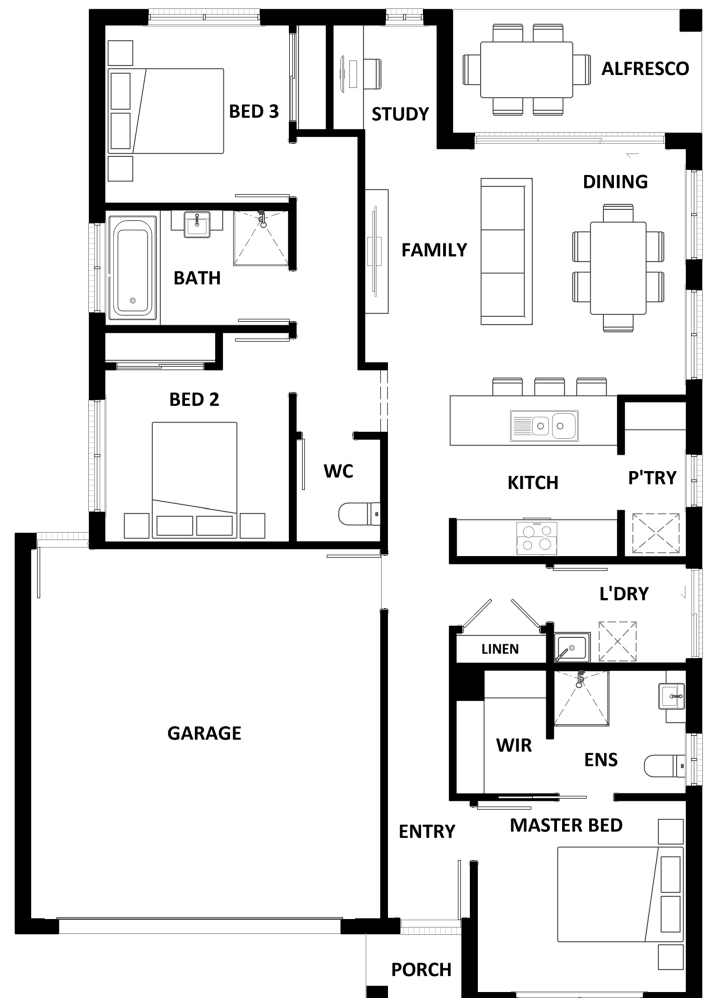 ALFRESCO
BED 3
STUDY
DINING
FAMILY
BATH
BED 2
WC
KITCH
P'TRY
L'DRY
LINEN
GARAGE
WIR
ENS
ENTRY
MASTER BED
PORCH